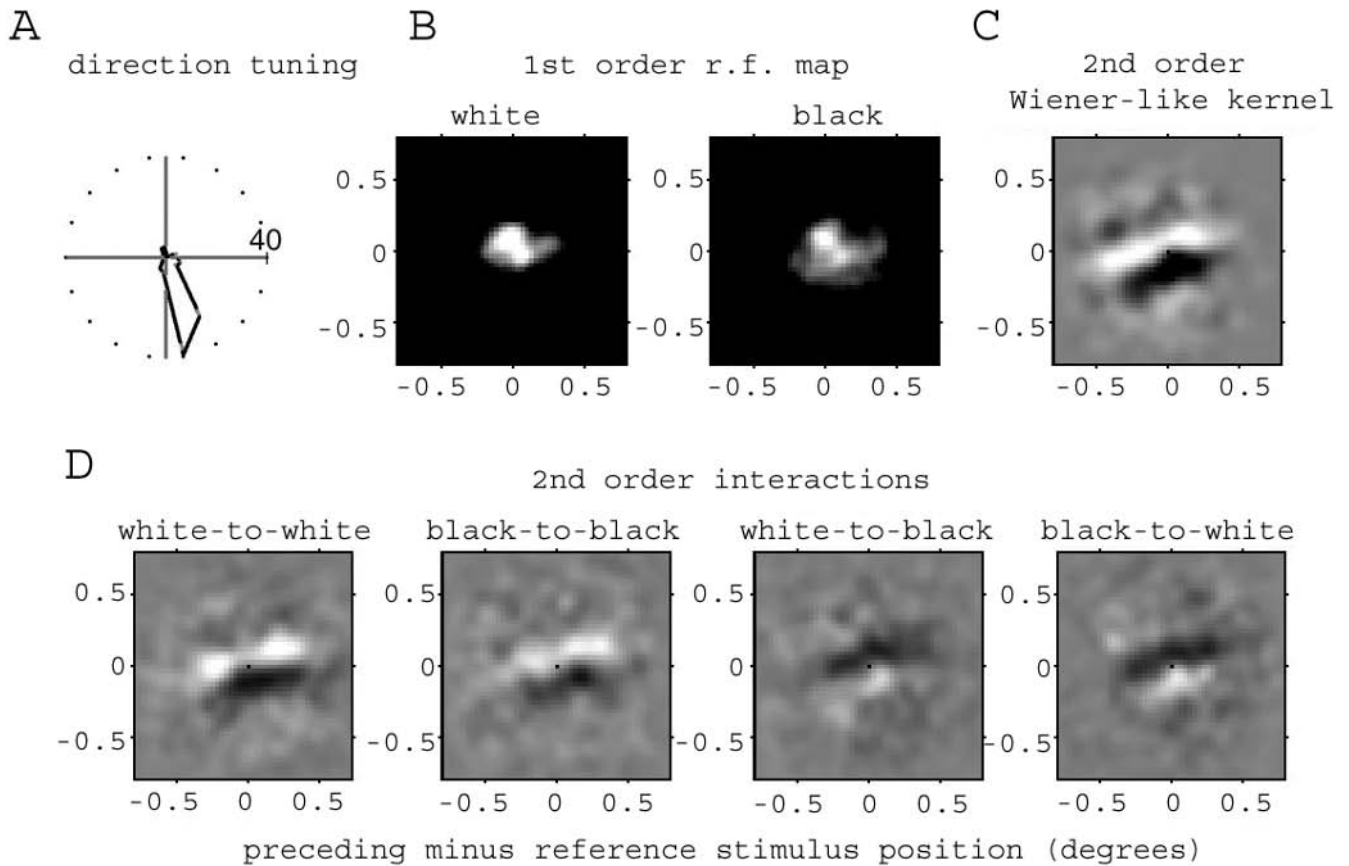 A
direction tuning
40
B
1st order r.f. map
white
black
0.5
0
-0.5
-0.5 0 0.5
0.5
0
-0.5
-0.5 0 0.5
C
2nd order
Wiener-like kernel
0.5
0
-0.5
-0.5 0 0.5
D
2nd order interactions
white-to-white
black-to-black
white-to-black
black-to-white
0.5
0
-0.5
-0.5 0 0.5
0.5
0
-0.5
-0.5 0 0.5
0.5
0
-0.5
-0.5 0 0.5
0.5
0
-0.5
-0.5 0 0.5
preceding minus reference stimulus position (degrees)